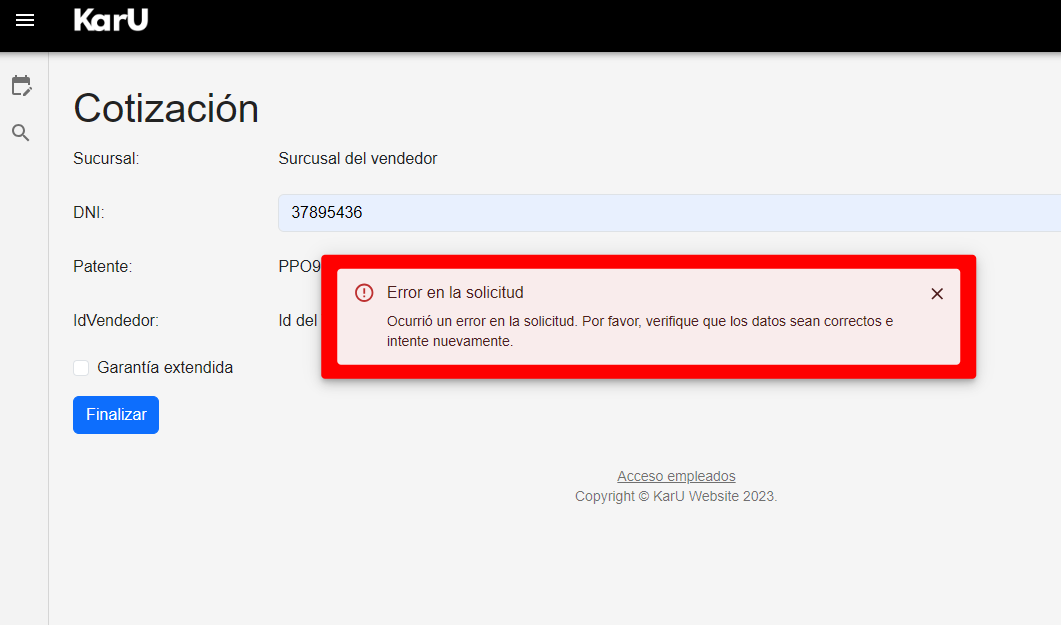 KarU
Cotización
Sucursal:
Surcusal del vendedor
DNI:
37895436
Patente:
PPO9
Error en la solicitud
Ocurrió un error en la solicitud. Por favor, verifique que los datos sean correctos e
intente nuevamente.
IdVendedor:
Id del
Garantía extendida
Finalizar
Acceso empleados
Copyright © KarU Website 2023.